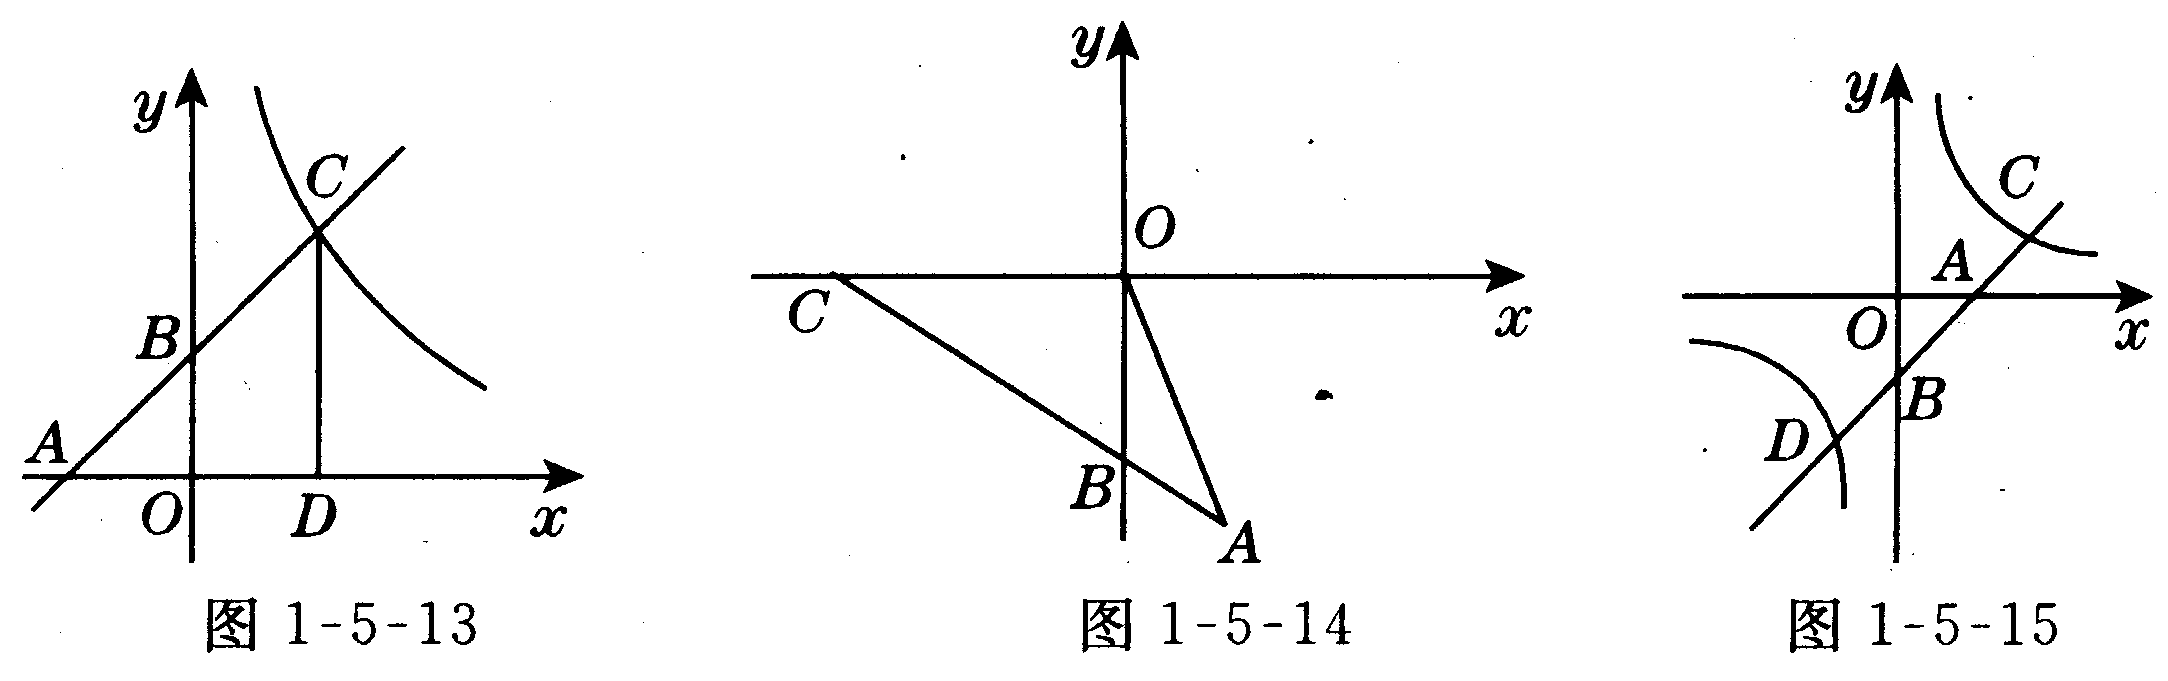 y
C
B
A
O
D
x
图 1-5-13
y
O
C
x
B
A
图 1-5-14
y
C
A
O
x
B
D
图 1-5-15